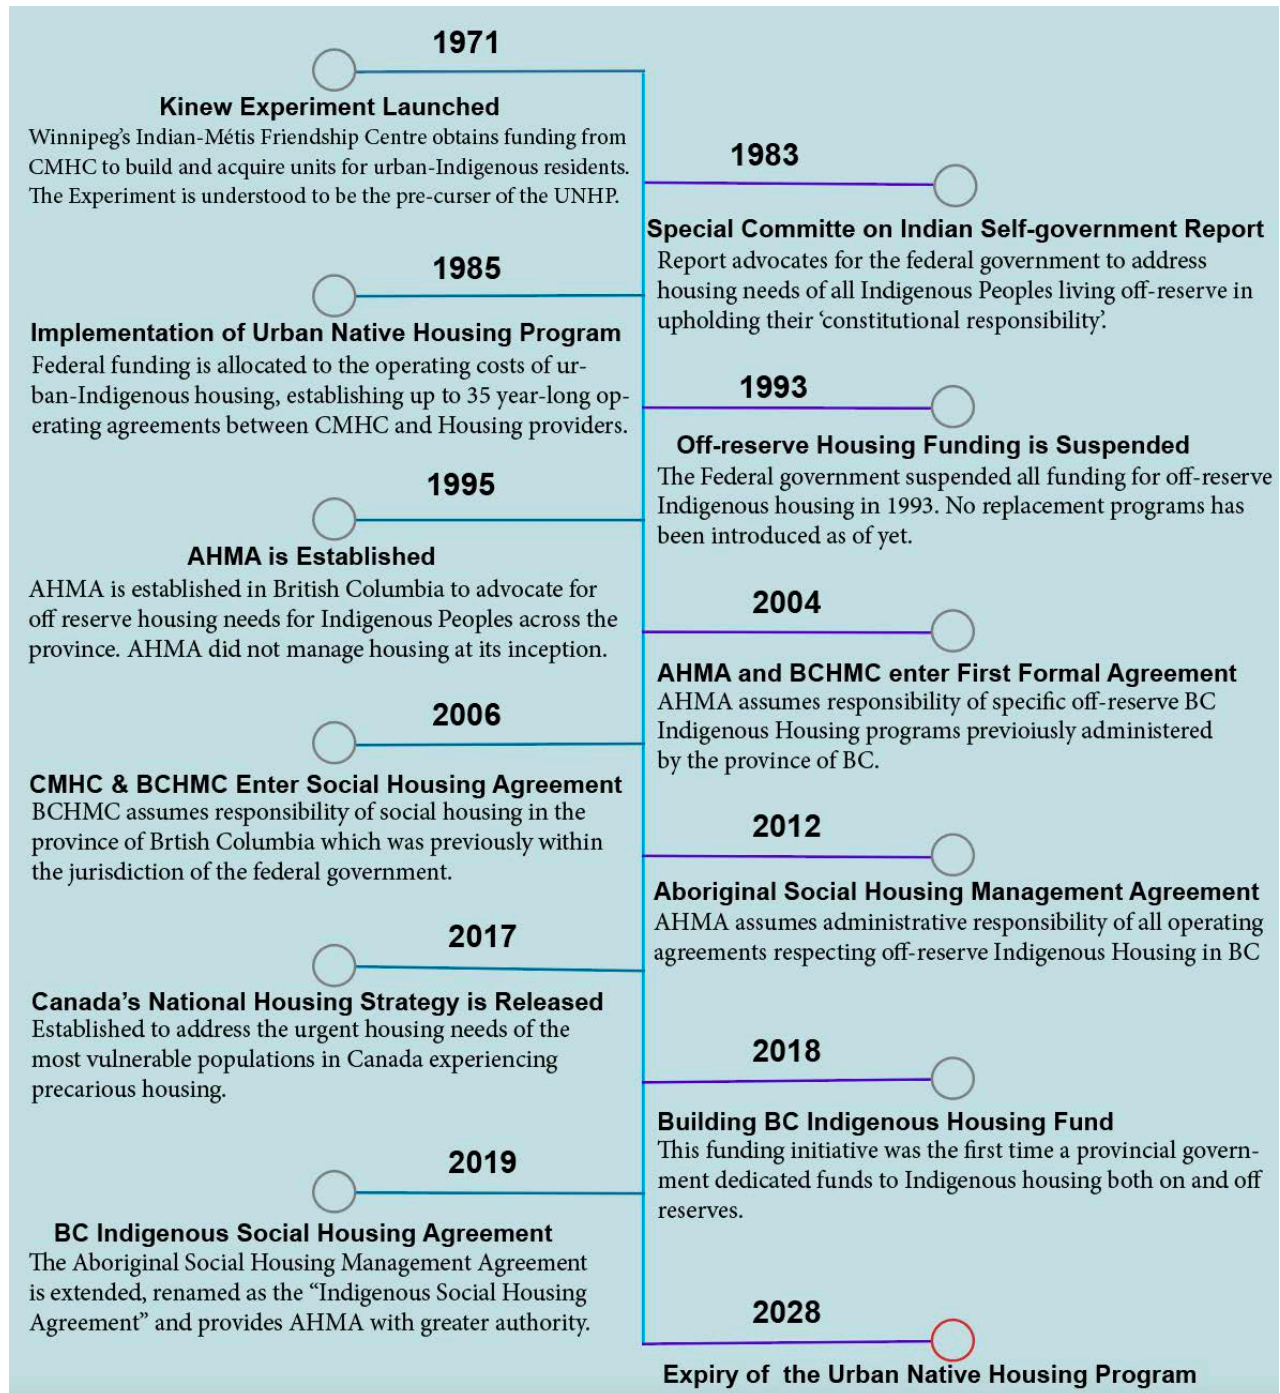 1971
Kinew Experiment Launched
Winnipeg's Indian-Métis Friendship Centre obtains funding from
CMHC to build and acquire units for urban-Indigenous residents.
The Experiment is understood to be the pre-curser of the UNHP.
1983
Special Committe on Indian Self-government Report
Report advocates for the federal government to address
housing needs of all Indigenous Peoples living off-reserve in
upholding their ‘constitutional responsibility’.
1985
Implementation of Urban Native Housing Program
Federal funding is allocated to the operating costs of ur-
ban-Indigenous housing, establishing up to 35 year-long op-
erating agreements between CMHC and Housing providers.
1993
Off-reserve Housing Funding is Suspended
The Federal government suspended all funding for off-reserve
Indigenous housing in 1993. No replacement programs has
been introduced as of yet.
1995
AHMA is Established
AHMA is established in British Columbia to advocate for
off reserve housing needs for Indigenous Peoples across the
province. AHMA did not manage housing at its inception.
2004
AHMA and BCHMC enter First Formal Agreement
AHMA assumes responsibility of specific off-reserve BC
Indigenous Housing programs previoiusly administered
by the province of BC.
2006
CMHC & BCHMC Enter Social Housing Agreement
BCHMC assumes responsibility of social housing in the
province of Brtish Columbia which was previously within
the jurisdiction of the federal government.
2012
Aboriginal Social Housing Management Agreement
AHMA assumes administrative responsibility of all operating
agreements respecting off-reserve Indigenous Housing in BC
2017
Canada's National Housing Strategy is Released
Established to address the urgent housing needs of the
most vulnerable populations in Canada experiencing
precarious housing.
2018
Building BC Indigenous Housing Fund
This funding initiative was the first time a provincial govern-
ment dedicated funds to Indigenous housing both on and off
reserves.
2019
BC Indigenous Social Housing Agreement
The Aboriginal Social Housing Management Agreement
is extended, renamed as the “Indigenous Social Housing
Agreement” and provides AHMA with greater authority.
2028
Expiry of the Urban Native Housing Program